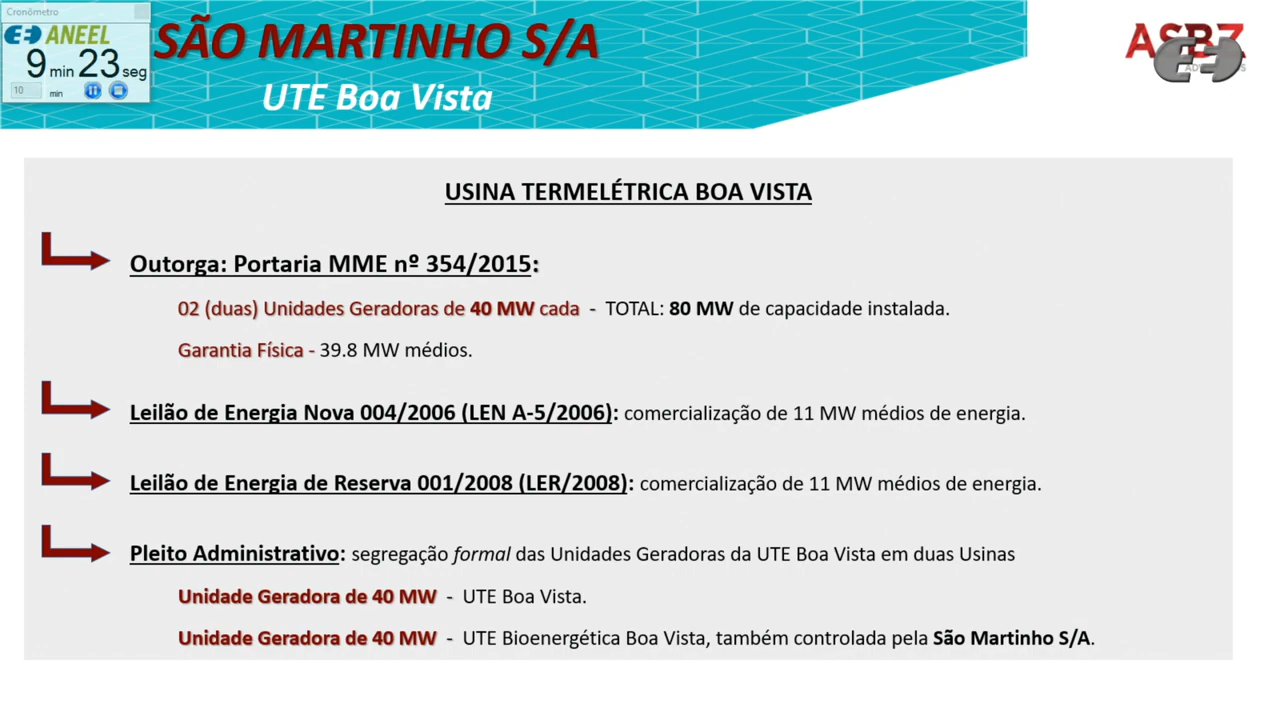 Cronômetro
ANEEL
9 min 23 seg
10 min
SÃO MARTINHO S/A
UTE Boa Vista
ASBZ
USINA TERMELÉTRICA BOA VISTA
Outorga: Portaria MME nº 354/2015:
02 (duas) Unidades Geradoras de 40 MW cada - TOTAL: 80 MW de capacidade instalada.
Garantia Física - 39.8 MW médios.
Leilão de Energia Nova 004/2006 (LEN A-5/2006): comercialização de 11 MW médios de energia.
Leilão de Energia de Reserva 001/2008 (LER/2008): comercialização de 11 MW médios de energia.
Pleito Administrativo: segregação formal das Unidades Geradoras da UTE Boa Vista em duas Usinas
Unidade Geradora de 40 MW - UTE Boa Vista.
Unidade Geradora de 40 MW - UTE Bioenergética Boa Vista, também controlada pela São Martinho S/A.